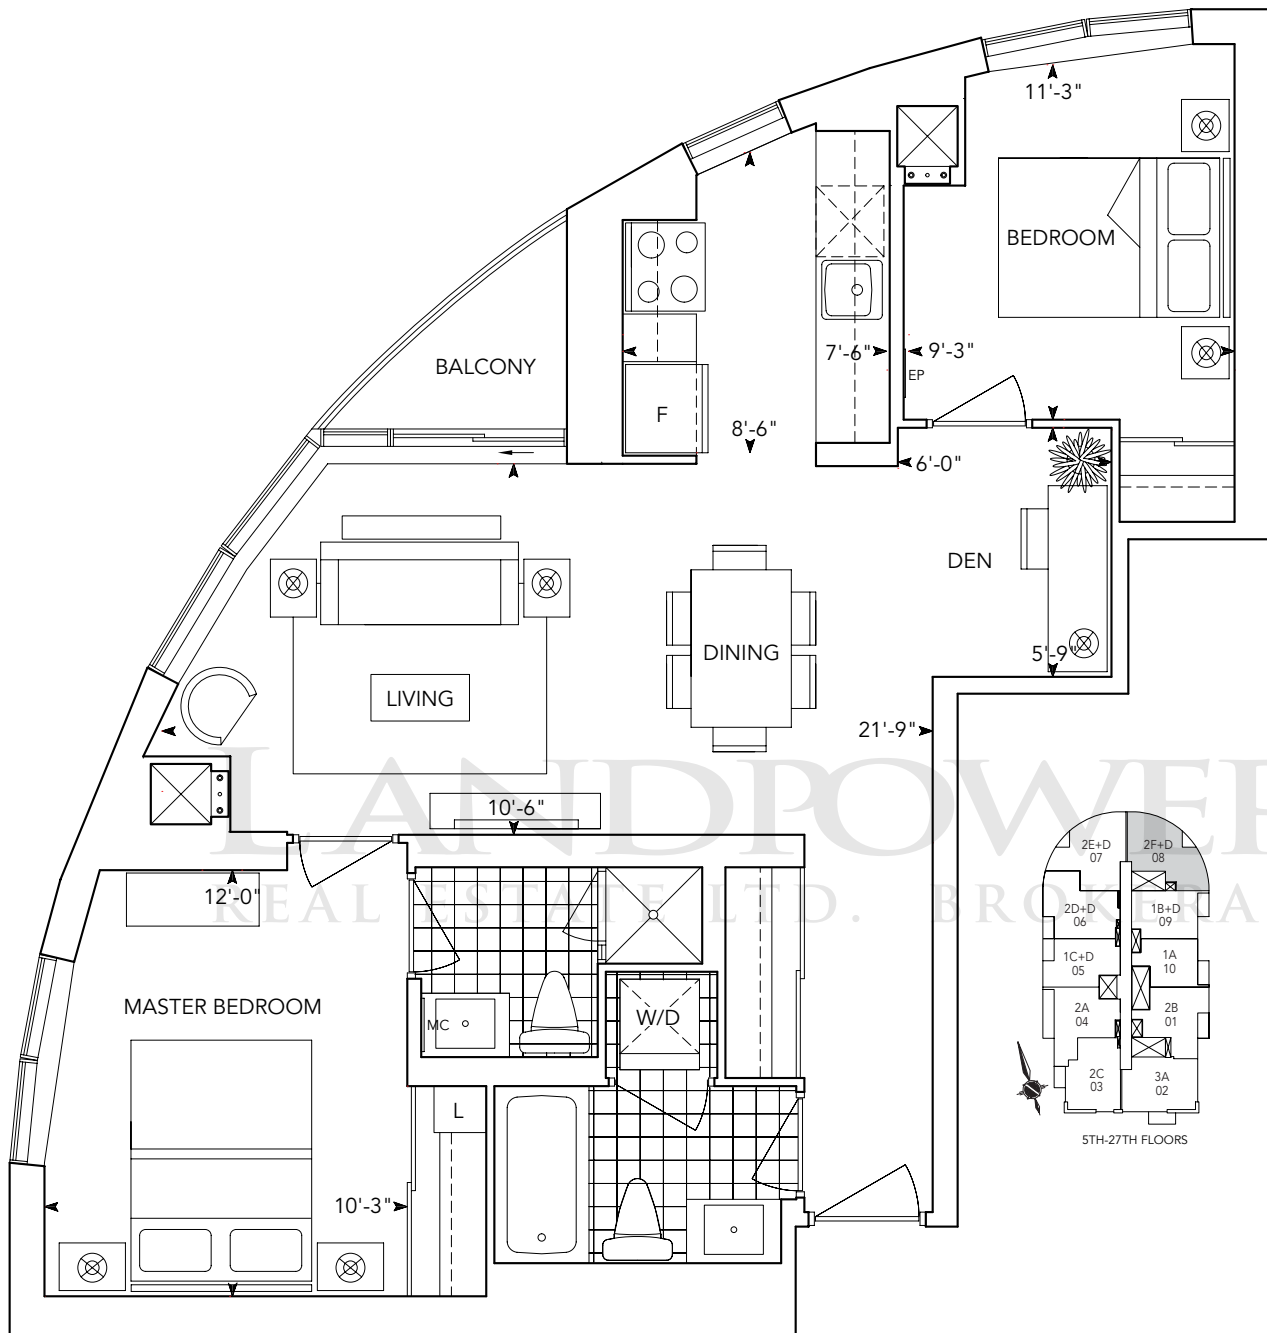 11'-3"
BEDROOM
7'-6"
9'-3"
EP
BALCONY
F
8'-6"
6'-0"
DEN
DINING
5'-9"
LIVING
21'-9"
LANDPOWER
10'-6"
12'-0"
REAL ESTATE LTD. BROKERA
MASTER BEDROOM
MC
W/D
L
10'-3"
2E+D
07
2F+D
08
2D+D
06
1B+D
09
1C+D
05
1A
10
2A
04
2B
01
2C
03
3A
02
5TH-27TH FLOORS